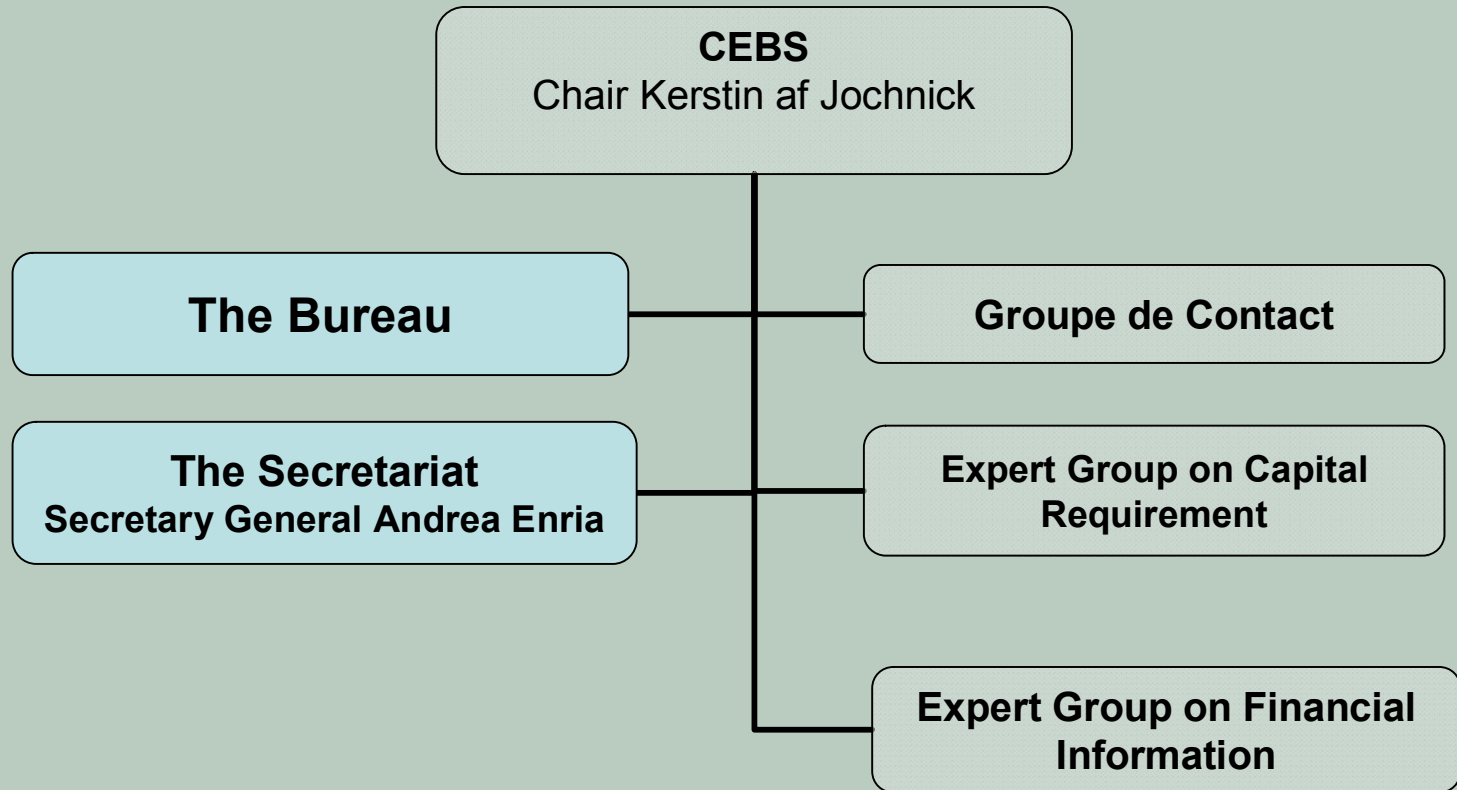 CEBS
Chair Kerstin af Jochnick
The Bureau
Groupe de Contact
The Secretariat
Secretary General Andrea Enria
Expert Group on Capital
Requirement
Expert Group on Financial
Information